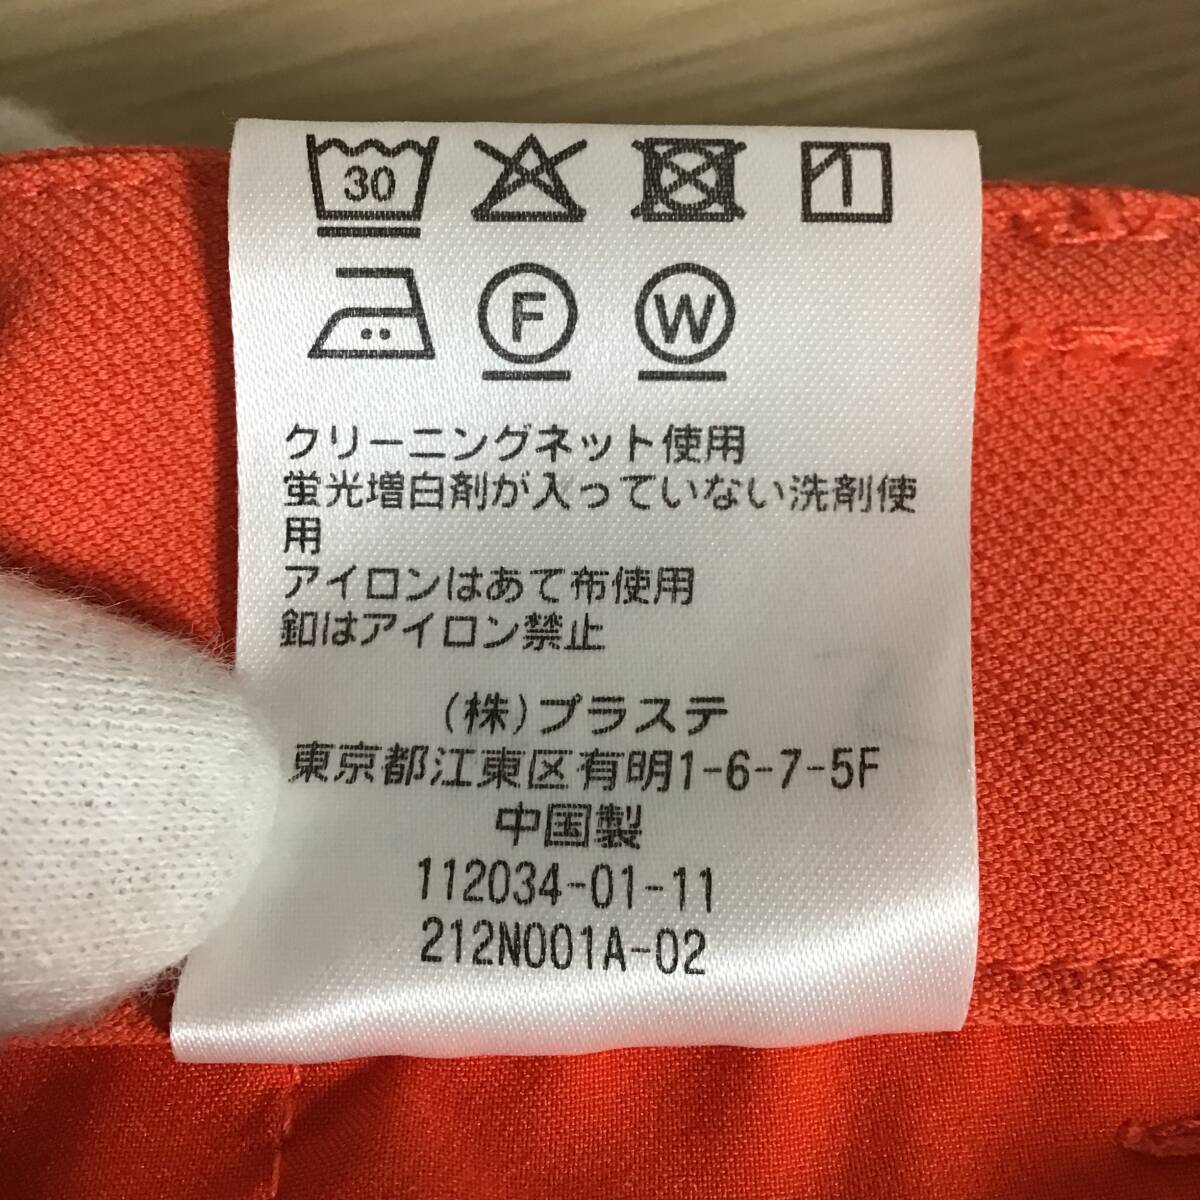 30
F W
クリーニングネット使用
蛍光増白剤が入っていない洗剤使
用
アイロンはあて布使用
釦はアイロン禁止
(株)プラステ
東京都江東区有明1-6-7-5F
中国製
112034-01-11
212N001A-02